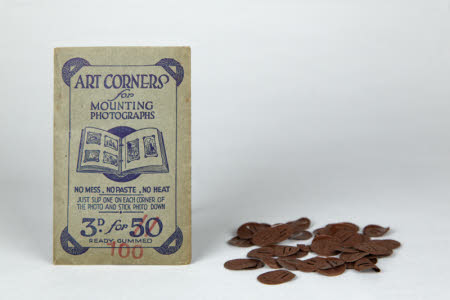 ART CORNERS
for
MOUNTING
PHOTOGRAPHS
NO MESS, NO PASTE, NO HEAT
JUST SLIP ONE ON EACH CORNER OF
THE PHOTO AND STICK PHOTO DOWN
3D. for 50
READY GUMMED
100